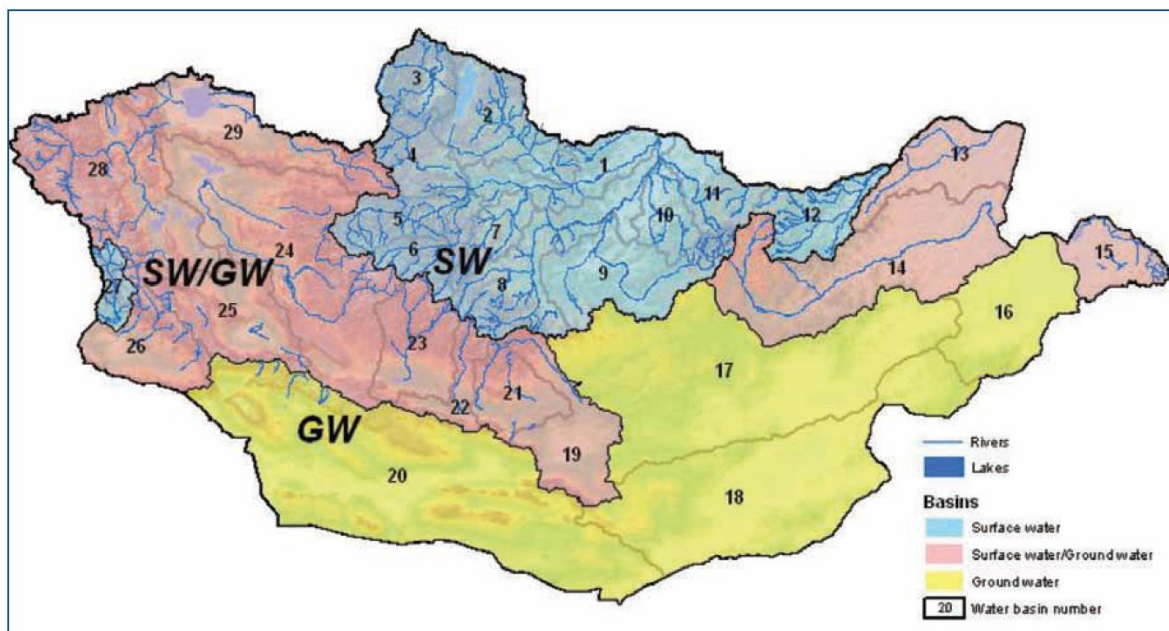 3
2
29
13
28
4
1
11
12
10
5
7
24
6
SW
9
14
15
SW/GW
8
27
25
16
26
23
17
21
22
GW
19
20
18
Rivers
Lakes
Basins
Surface water
Surface water/Ground water
Ground water
20 Water basin number